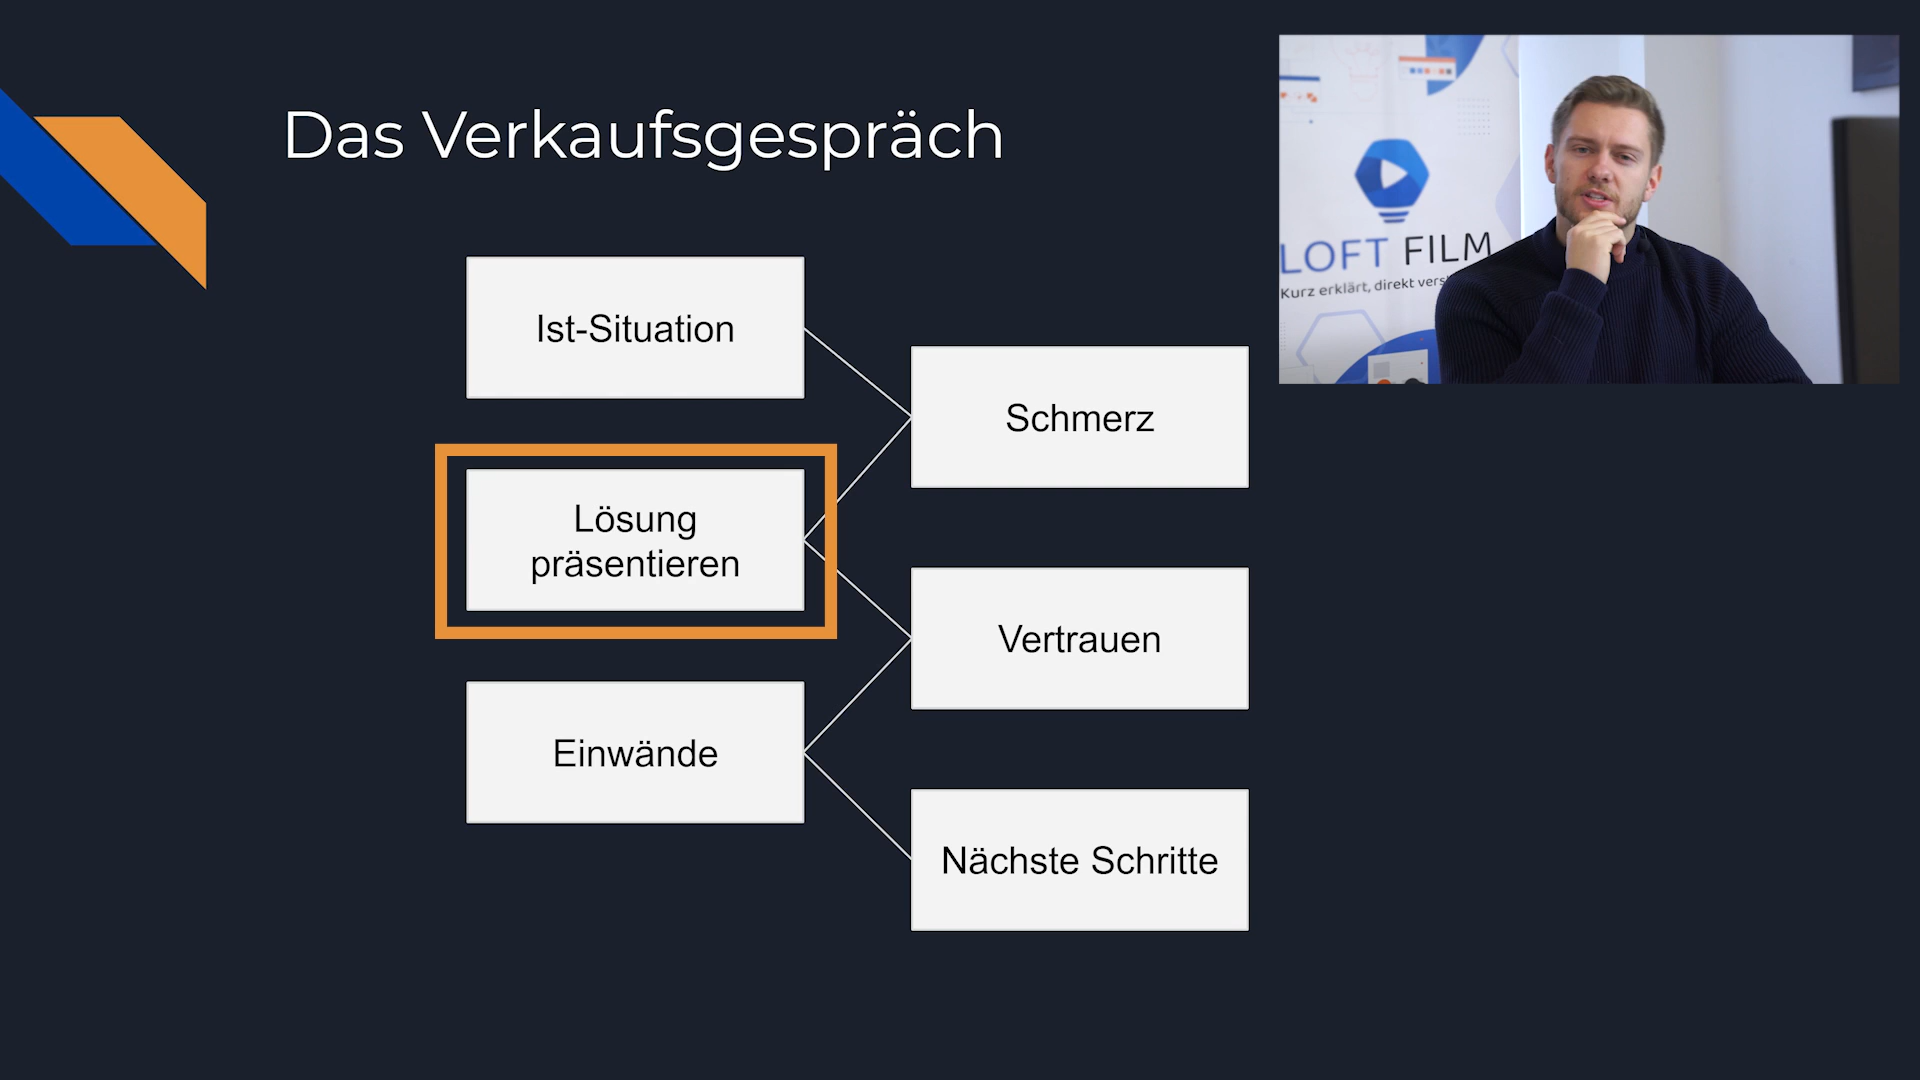 Das Verkaufsgespräch
Ist-Situation
Schmerz
Lösung
präsentieren
Vertrauen
Einwände
Nächste Schritte
LOFT FILM
Kurz erklärt, direkt